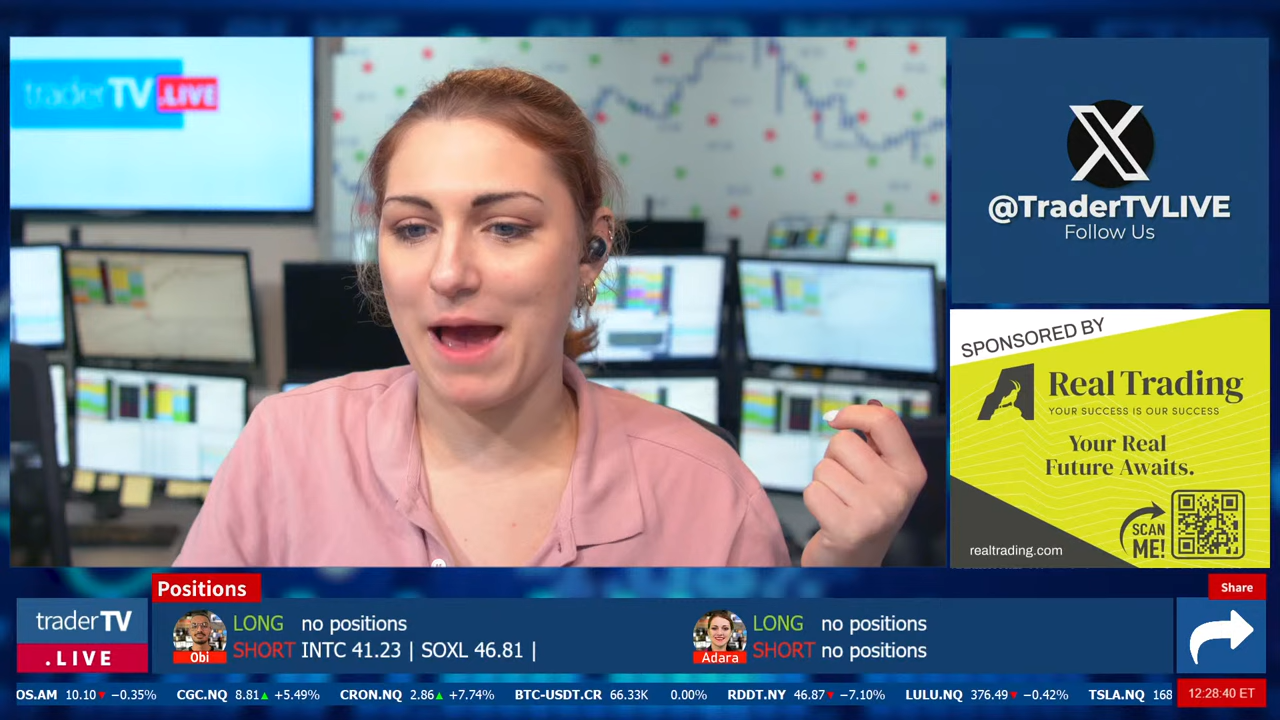 traderTV.LIVE
@TraderTVLIVE
Follow Us
SPONSORED BY
Real Trading
YOUR SUCCESS IS OUR SUCCESS
Your Real
Future Awaits.
SCAN
ME!
realtrading.com
Positions
Share
traderTV
.LIVE
Obi
LONG no positions
SHORT INTC 41.23 | SOXL 46.81 |
Adara
LONG no positions
SHORT no positions
OS.AM 10.10 −0.35% CGC.NQ 8.81 +5.49% CRON.NQ 2.86 +7.74% BTC-USDT.CR 66.33K 0.00% RDDT.NY 46.87 −7.10% LULU.NQ 376.49 −0.42% TSLA.NQ 168
12:28:40 ET